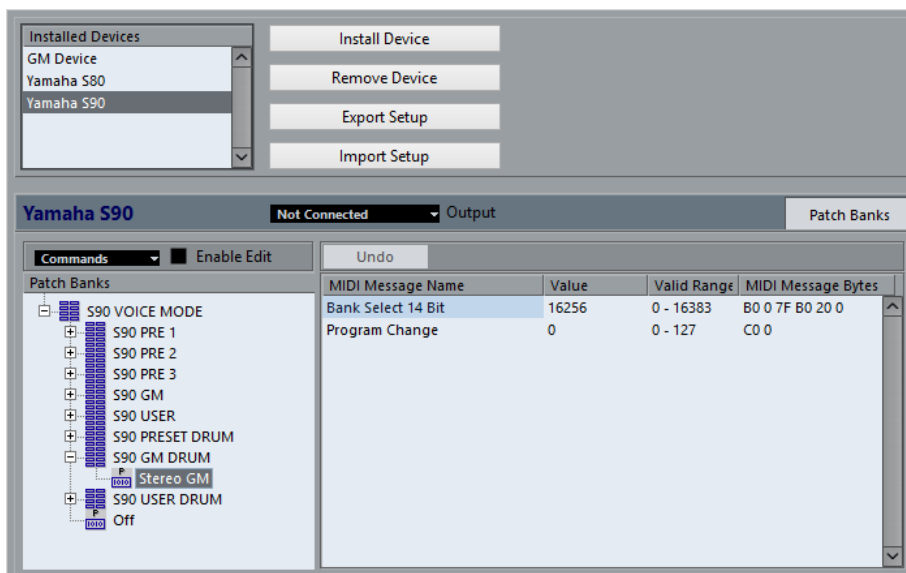 Installed Devices
GM Device
Yamaha S80
Yamaha S90
Install Device
Remove Device
Export Setup
Import Setup
Yamaha S90
Not Connected
Output
Patch Banks
Commands
Enable Edit
Undo
Patch Banks
S90 VOICE MODE
S90 PRE 1
S90 PRE 2
S90 PRE 3
S90 GM
S90 USER
S90 PRESET DRUM
S90 GM DRUM
P
Stereo GM
S90 USER DRUM
P
Off
MIDI Message Name Value Valid Range MIDI Message Bytes
Bank Select 14 Bit 16256 0 - 16383 B0 0 7F B0 20 0
Program Change 0 0 - 127 C0 0